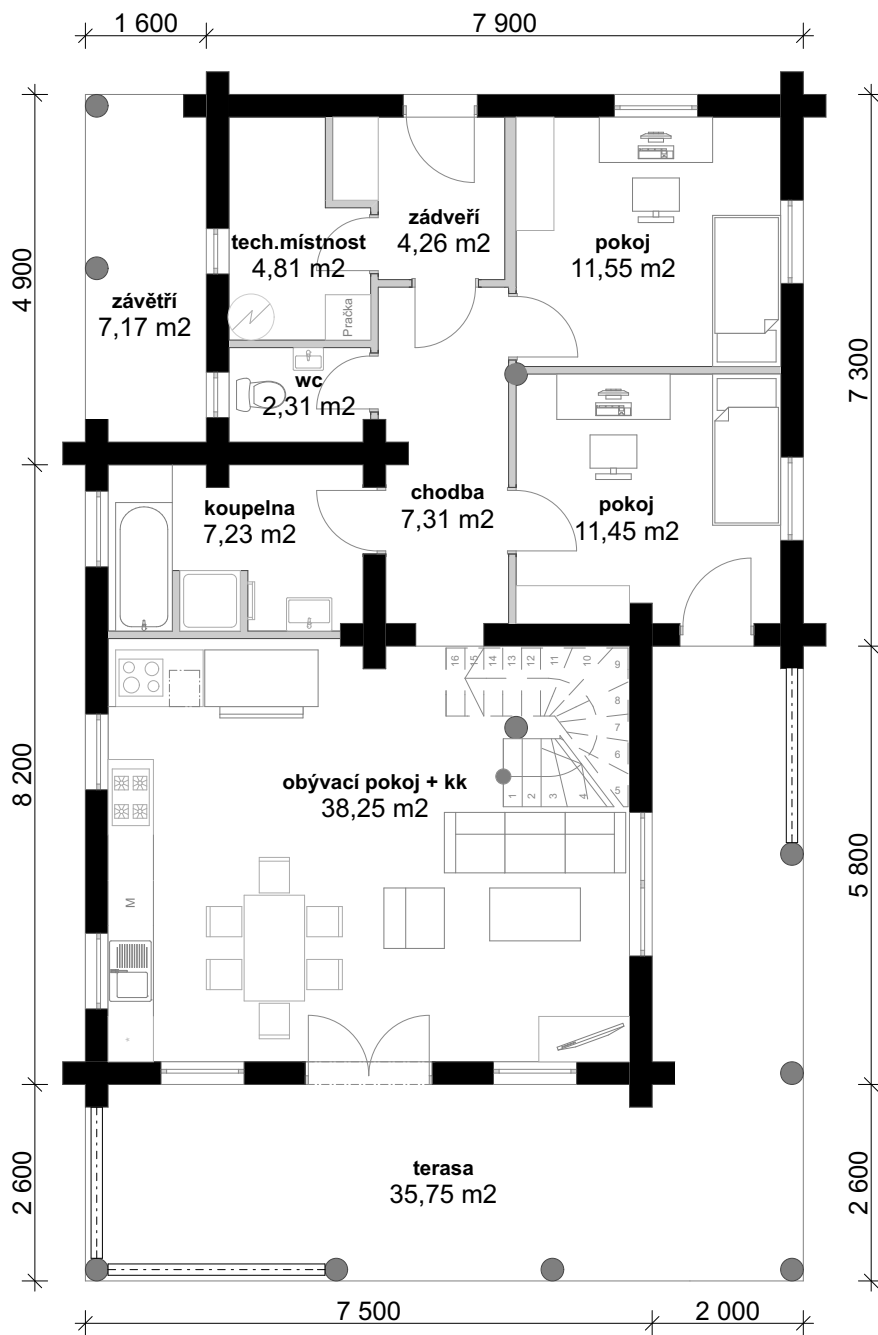 1 600
7 900
4 900
8 200
2 600
7 300
5 800
2 600
7 500
2 000
závětří
7,17 m2
tech.místnost
4,81 m2
Pračka
zádveří
4,26 m2
pokoj
11,55 m2
wc
2,31 m2
koupelna
7,23 m2
chodba
7,31 m2
pokoj
11,45 m2
16
15
14
13
12
11
10
9
8
7
6
5
4
3
2
1
obývací pokoj + kk
38,25 m2
M
terasa
35,75 m2